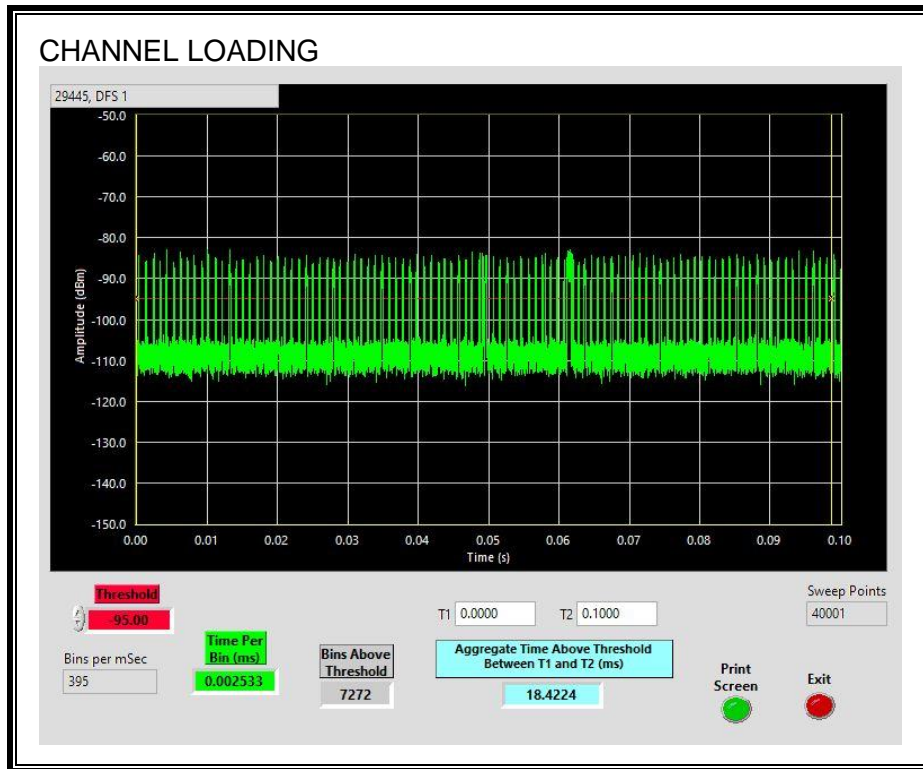 CHANNEL LOADING
29445, DFS 1
-50.0
-60.0
-70.0
-80.0
-90.0
-100.0
-110.0
-120.0
-130.0
-140.0
-150.0
Amplitude (dBm)
0.00 0.01 0.02 0.03 0.04 0.05 0.06 0.07 0.08 0.09 0.10
Time (s)
Threshold
-95.00
Bins per mSec
395
Time Per
Bin (ms)
0.002533
Bins Above
Threshold
7272
T1 0.0000 T2 0.1000
Aggregate Time Above Threshold
Between T1 and T2 (ms)
18.4224
Sweep Points
40001
Print
Screen
Exit